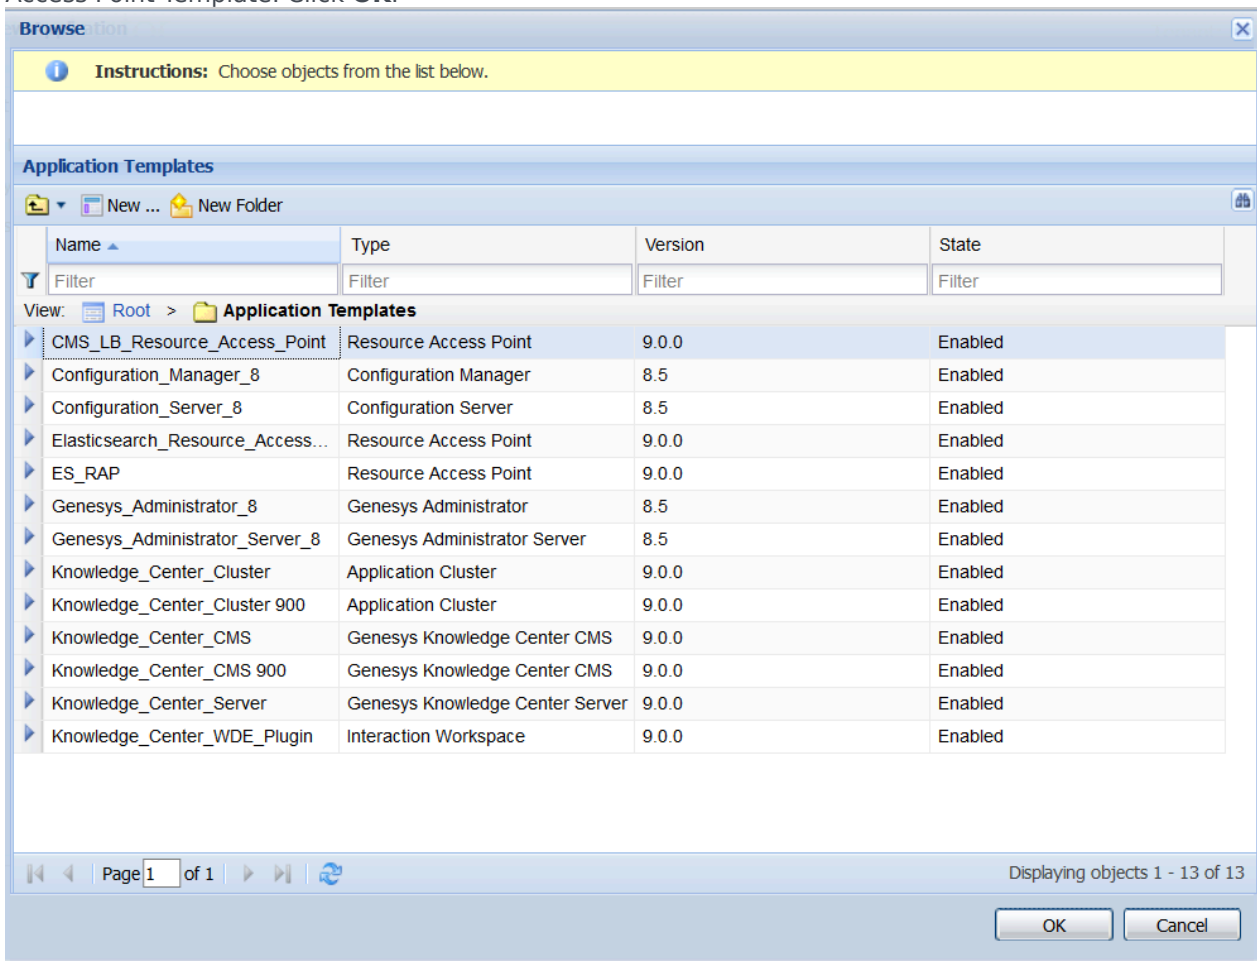 Access Point Template. Click OK.
Browse
Instructions: Choose objects from the list below.
Application Templates
New ... New Folder
Name Type Version State
Filter Filter Filter Filter
View: Root > Application Templates
CMS_LB_Resource_Access_Point Resource Access Point 9.0.0 Enabled
Configuration_Manager_8 Configuration Manager 8.5 Enabled
Configuration_Server_8 Configuration Server 8.5 Enabled
Elasticsearch_Resource_Access... Resource Access Point 9.0.0 Enabled
ES_RAP Resource Access Point 9.0.0 Enabled
Genesys_Administrator_8 Genesys Administrator 8.5 Enabled
Genesys_Administrator_Server_8 Genesys Administrator Server 8.5 Enabled
Knowledge_Center_Cluster Application Cluster 9.0.0 Enabled
Knowledge_Center_Cluster 900 Application Cluster 9.0.0 Enabled
Knowledge_Center_CMS Genesys Knowledge Center CMS 9.0.0 Enabled
Knowledge_Center_CMS 900 Genesys Knowledge Center CMS 9.0.0 Enabled
Knowledge_Center_Server Genesys Knowledge Center Server 9.0.0 Enabled
Knowledge_Center_WDE_Plugin Interaction Workspace 9.0.0 Enabled
Page 1 of 1 Displaying objects 1 - 13 of 13
OK Cancel